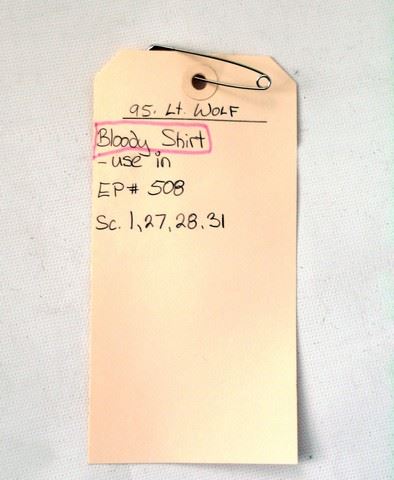 95. Lt. WOLF
Bloody Shirt
- use in
EP# 508
Sc. 1,27,28,31